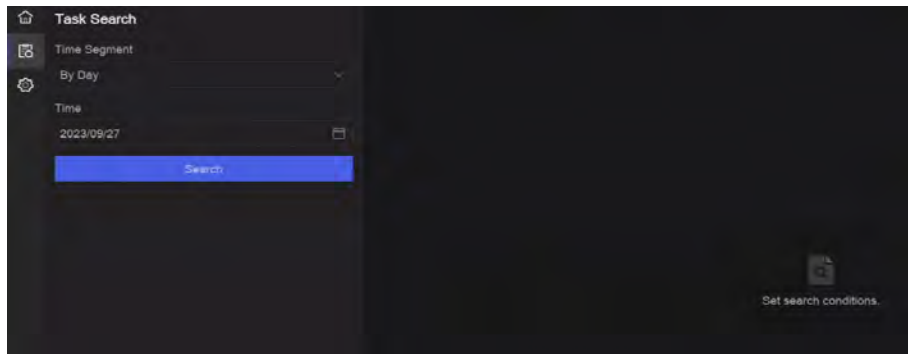 Task Search
Time Segment
By Day
Time
2023/09/27
Search
Set search conditions.